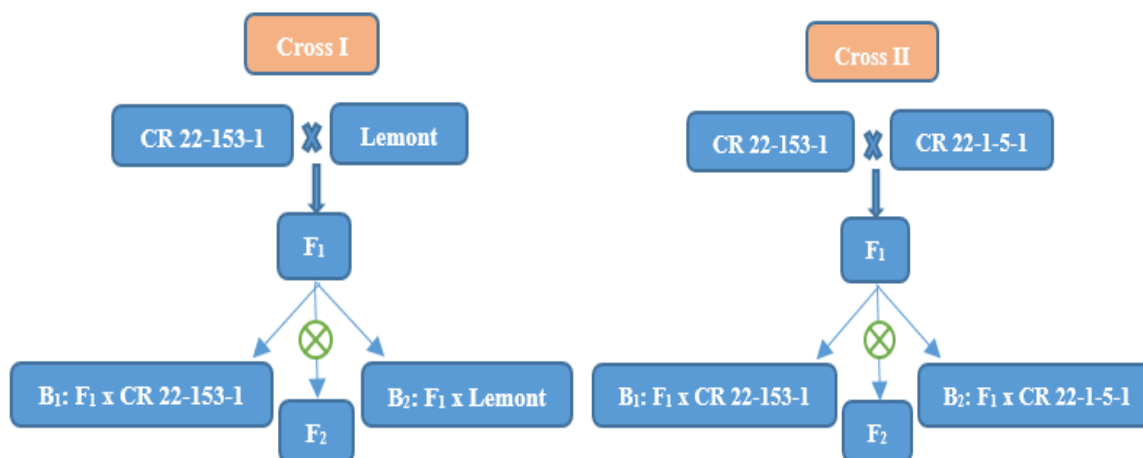 Cross I
CR 22-153-1
Lemont
F₁
B₁: F₁ x CR 22-153-1
F₂
B₂: F₁ x Lemont
Cross II
CR 22-153-1
CR 22-1-5-1
F₁
B₁: F₁ x CR 22-153-1
F₂
B₂: F₁ x CR 22-1-5-1